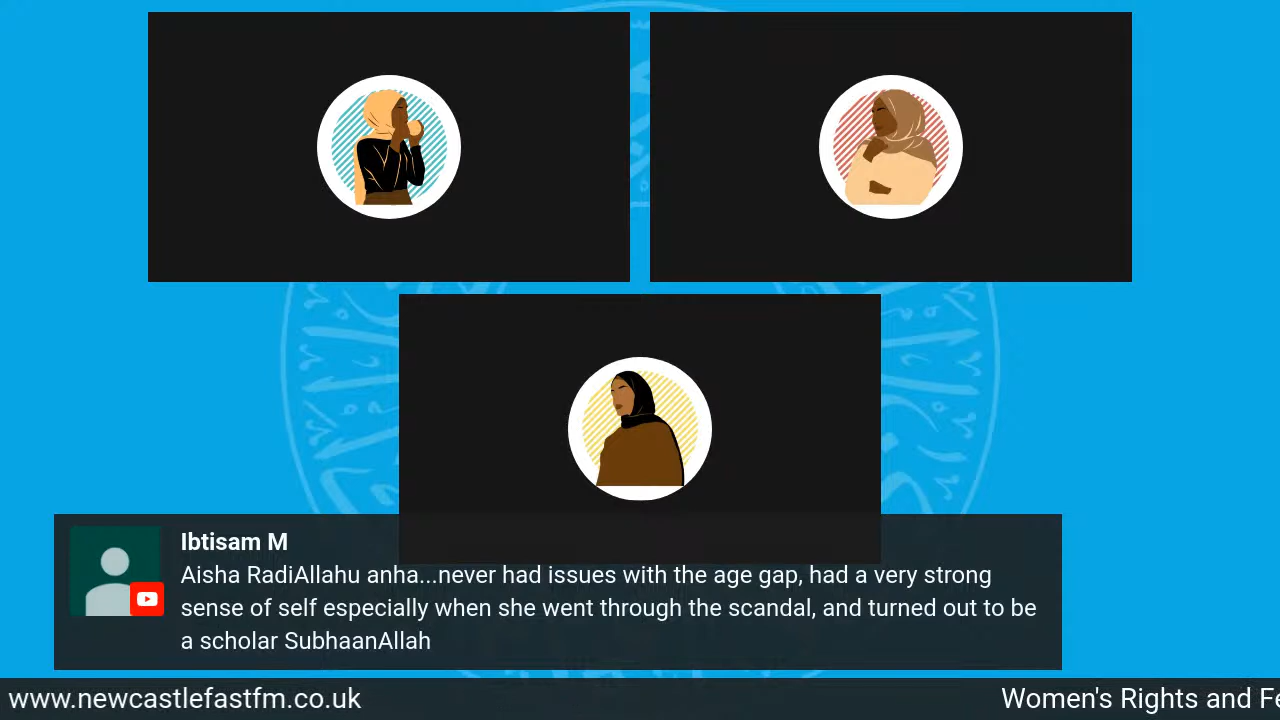 Ibtisam M
Aisha RadiAllahu anha...never had issues with the age gap, had a very strong
sense of self especially when she went through the scandal, and turned out to be
a scholar SubhaanAllah
www.newcastlefastfm.co.uk
Women's Rights and Fe